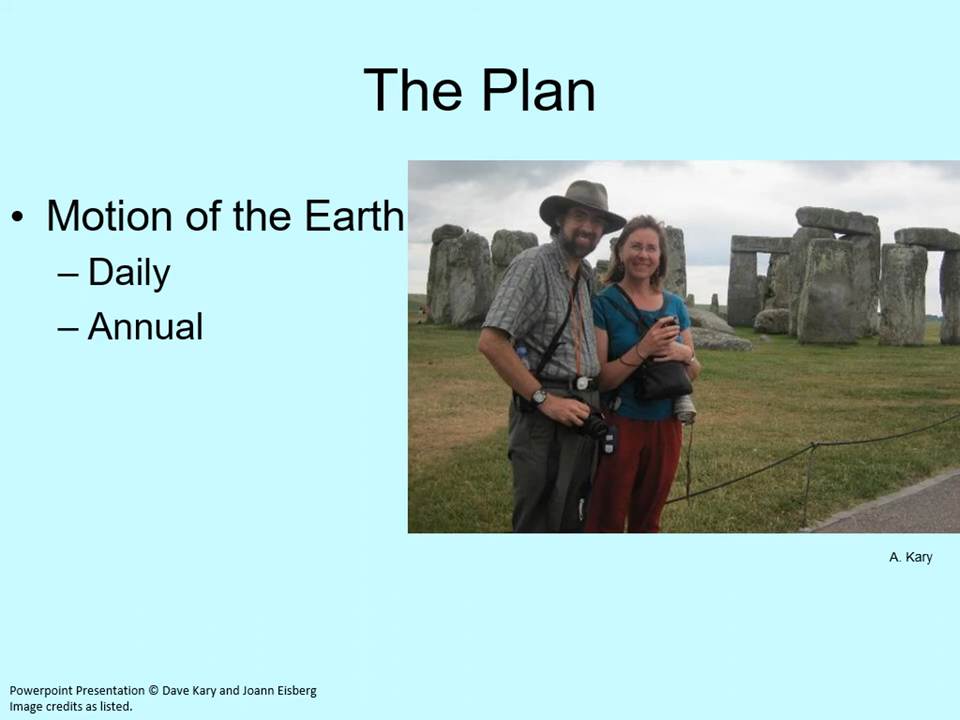 The Plan
• Motion of the Earth
– Daily
– Annual
A. Kary
Powerpoint Presentation © Dave Kary and Joann Eisberg
Image credits as listed.